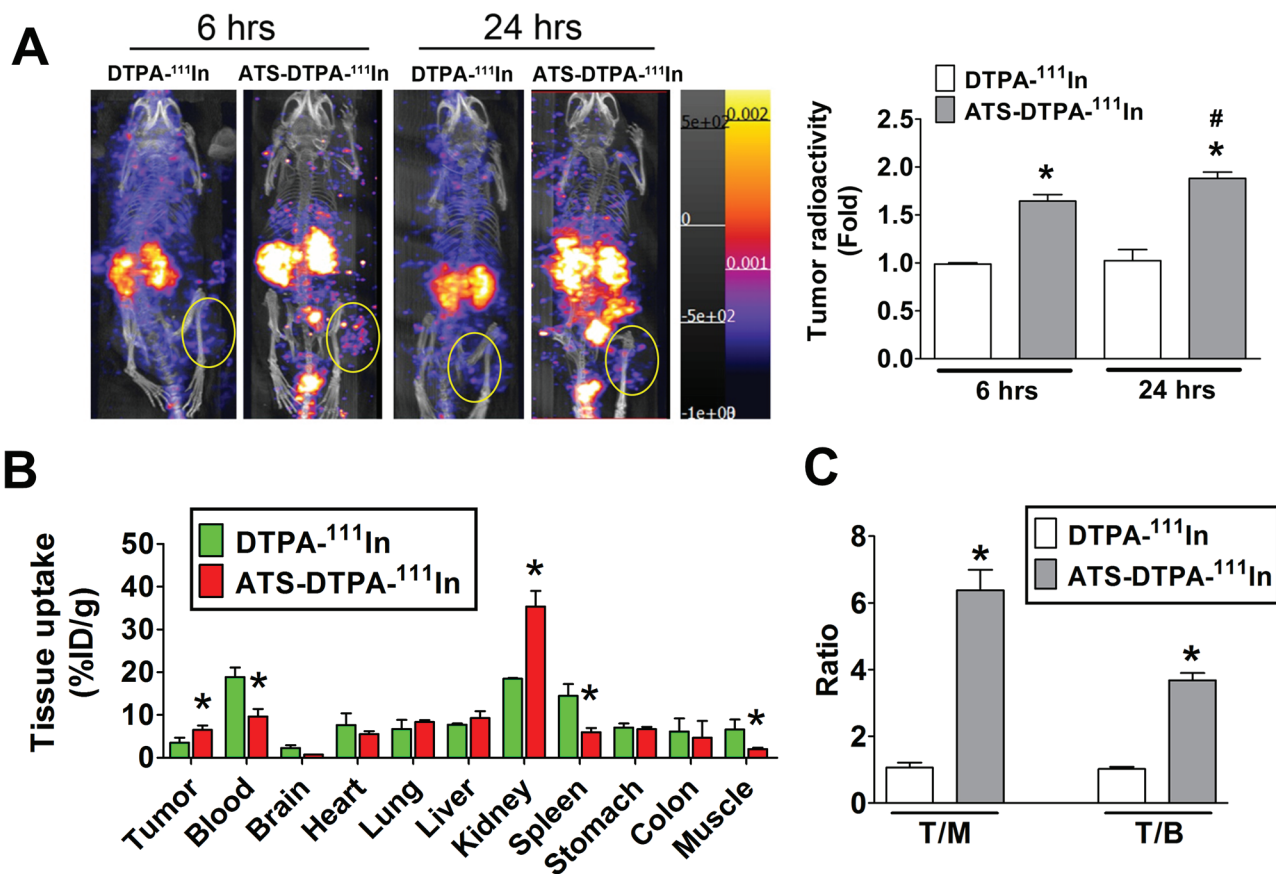 A
6 hrs
24 hrs
DTPA-¹¹¹In
ATS-DTPA-¹¹¹In
DTPA-¹¹¹In
ATS-DTPA-¹¹¹In
5e+02
0
-5e+02
-1e+03
0.002
0.001
DTPA-¹¹¹In
ATS-DTPA-¹¹¹In
Tumor radioactivity
(Fold)
2.5
2.0
1.5
1.0
0.5
0.0
*
#
*
6 hrs
24 hrs
B
DTPA-¹¹¹In
ATS-DTPA-¹¹¹In
Tissue uptake
(%ID/g)
50
40
30
20
10
0
*
*
*
*
*
Tumor
Blood
Brain
Heart
Lung
Liver
Kidney
Spleen
Stomach
Colon
Muscle
C
DTPA-¹¹¹In
ATS-DTPA-¹¹¹In
Ratio
8
6
4
2
0
*
*
T/M
T/B